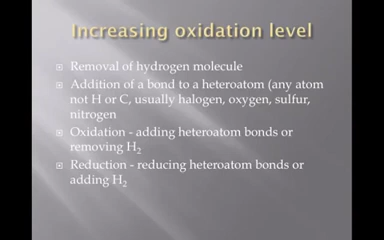 Increasing oxidation level
Removal of hydrogen molecule
Addition of a bond to a heteroatom (any atom
not H or C, usually halogen, oxygen, sulfur,
nitrogen
Oxidation - adding heteroatom bonds or
removing H₂
Reduction - reducing heteroatom bonds or
adding H₂